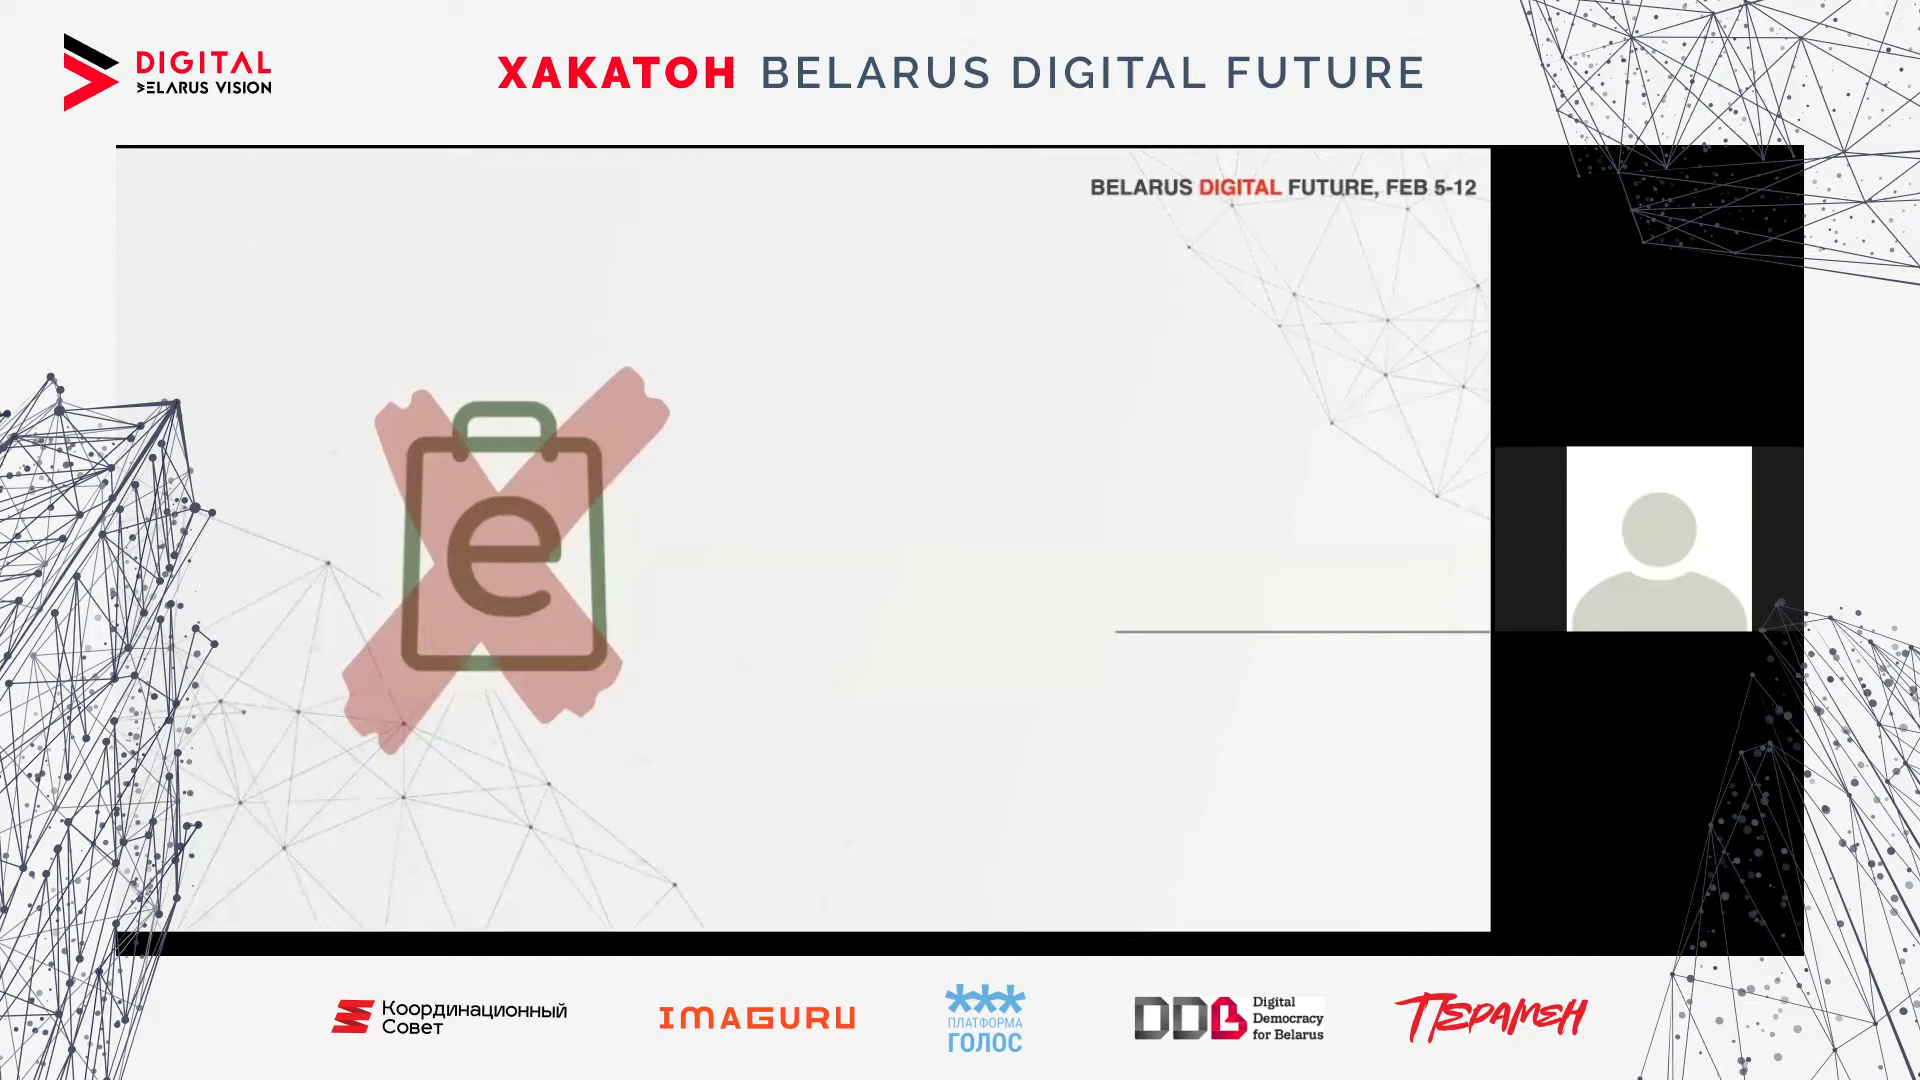 DIGITAL
BELARUS VISION
ХАКАТОН BELARUS DIGITAL FUTURE
BELARUS DIGITAL FUTURE, FEB 5-12
e
Координационный
Совет
IMAGURU
ПЛАТФОРМА
ГОЛОС
DDB
Digital
Democracy
for Belarus
ПЕРАМЕН